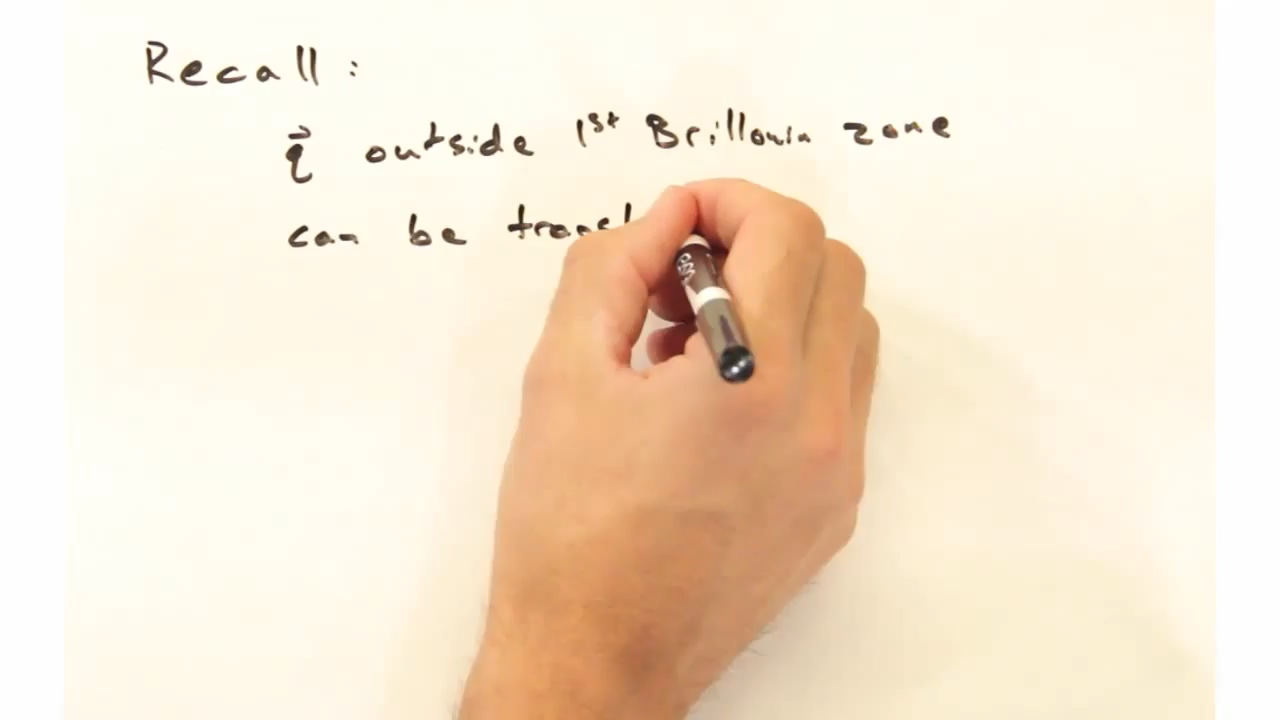 Recall :
q⃗ outside 1st Brillouin zone
can be